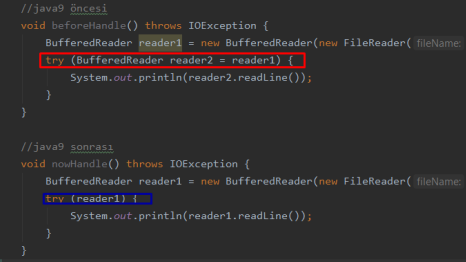 //java9 öncesi
void beforeHandle() throws IOException {
BufferedReader reader1 = new BufferedReader(new FileReader( fileName:
try (BufferedReader reader2 = reader1) {
System.out.println(reader2.readLine());
}
}
//java9 sonrası
void nowHandle() throws IOException {
BufferedReader reader1 = new BufferedReader(new FileReader( fileName:
try (reader1) {
System.out.println(reader1.readLine());
}
}